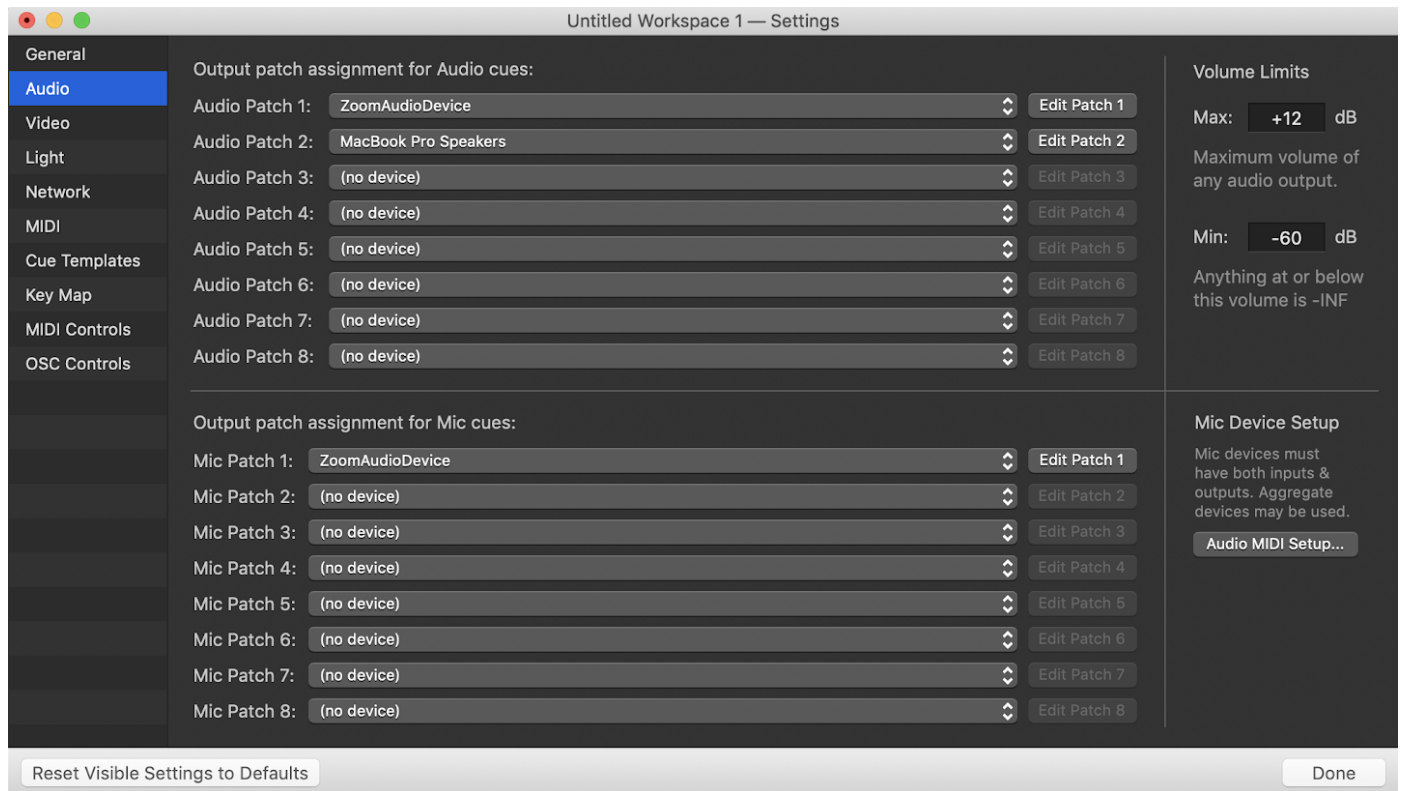 Untitled Workspace 1 — Settings
General
Audio
Video
Light
Network
MIDI
Cue Templates
Key Map
MIDI Controls
OSC Controls
Output patch assignment for Audio cues:
Audio Patch 1: ZoomAudioDevice Edit Patch 1
Audio Patch 2: MacBook Pro Speakers Edit Patch 2
Audio Patch 3: (no device) Edit Patch 3
Audio Patch 4: (no device) Edit Patch 4
Audio Patch 5: (no device) Edit Patch 5
Audio Patch 6: (no device) Edit Patch 6
Audio Patch 7: (no device) Edit Patch 7
Audio Patch 8: (no device) Edit Patch 8
Volume Limits
Max: +12 dB
Maximum volume of
any audio output.
Min: -60 dB
Anything at or below
this volume is -INF
Output patch assignment for Mic cues:
Mic Patch 1: ZoomAudioDevice Edit Patch 1
Mic Patch 2: (no device) Edit Patch 2
Mic Patch 3: (no device) Edit Patch 3
Mic Patch 4: (no device) Edit Patch 4
Mic Patch 5: (no device) Edit Patch 5
Mic Patch 6: (no device) Edit Patch 6
Mic Patch 7: (no device) Edit Patch 7
Mic Patch 8: (no device) Edit Patch 8
Mic Device Setup
Mic devices must
have both inputs &
outputs. Aggregate
devices may be used.
Audio MIDI Setup...
Reset Visible Settings to Defaults
Done